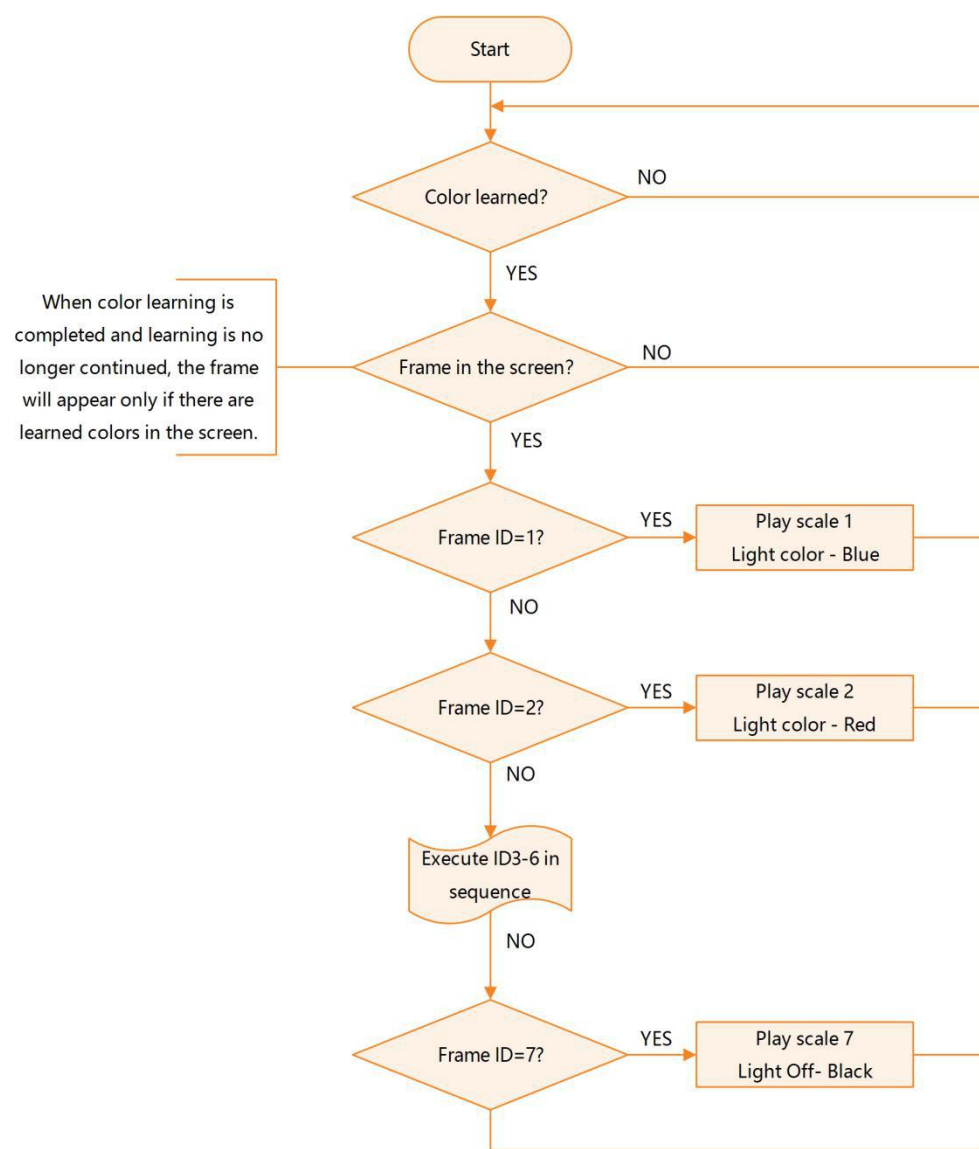 Start
Color learned?
NO
YES
When color learning is
completed and learning is no
longer continued, the frame
will appear only if there are
learned colors in the screen.
Frame in the screen?
NO
YES
Frame ID=1?
YES
Play scale 1
Light color - Blue
NO
Frame ID=2?
YES
Play scale 2
Light color - Red
NO
Execute ID3-6 in
sequence
NO
Frame ID=7?
YES
Play scale 7
Light Off- Black